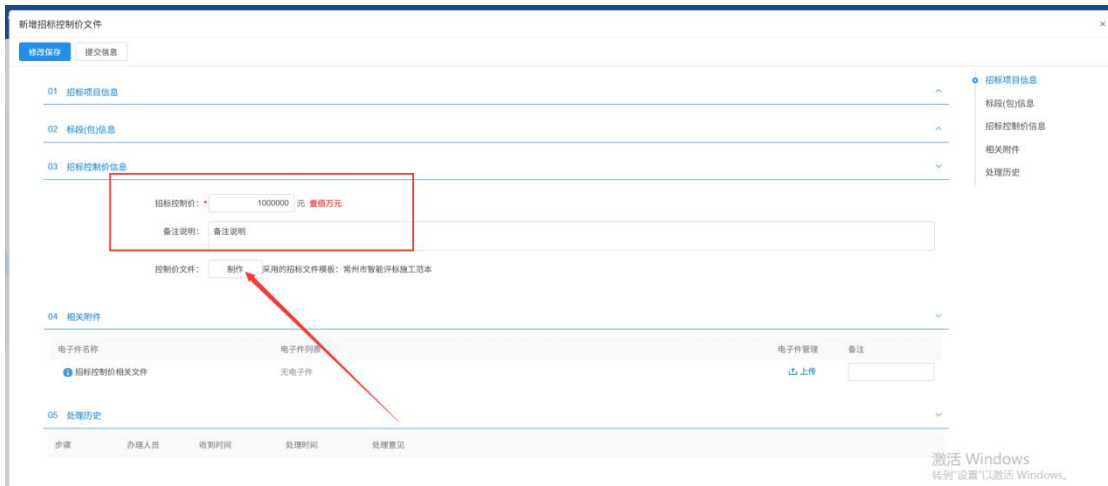 新增招标控制价文件 ×
修改保存 提交信息
招标项目信息
标段(包)信息
招标控制价信息
相关附件
处理历史
01 招标项目信息
02 标段(包)信息
03 招标控制价信息
招标控制价: * 1000000 元 壹佰万元
备注说明: 备注说明
控制价文件: 制作 采用的招标文件模板: 常州市智能评标施工范本
04 相关附件
电子件名称 电子件列表 电子件管理 备注
招标控制价相关文件 无电子件 上传
05 处理历史
步骤 办理人员 收到时间 处理时间 处理意见
激活 Windows
转到"设置"以激活 Windows。